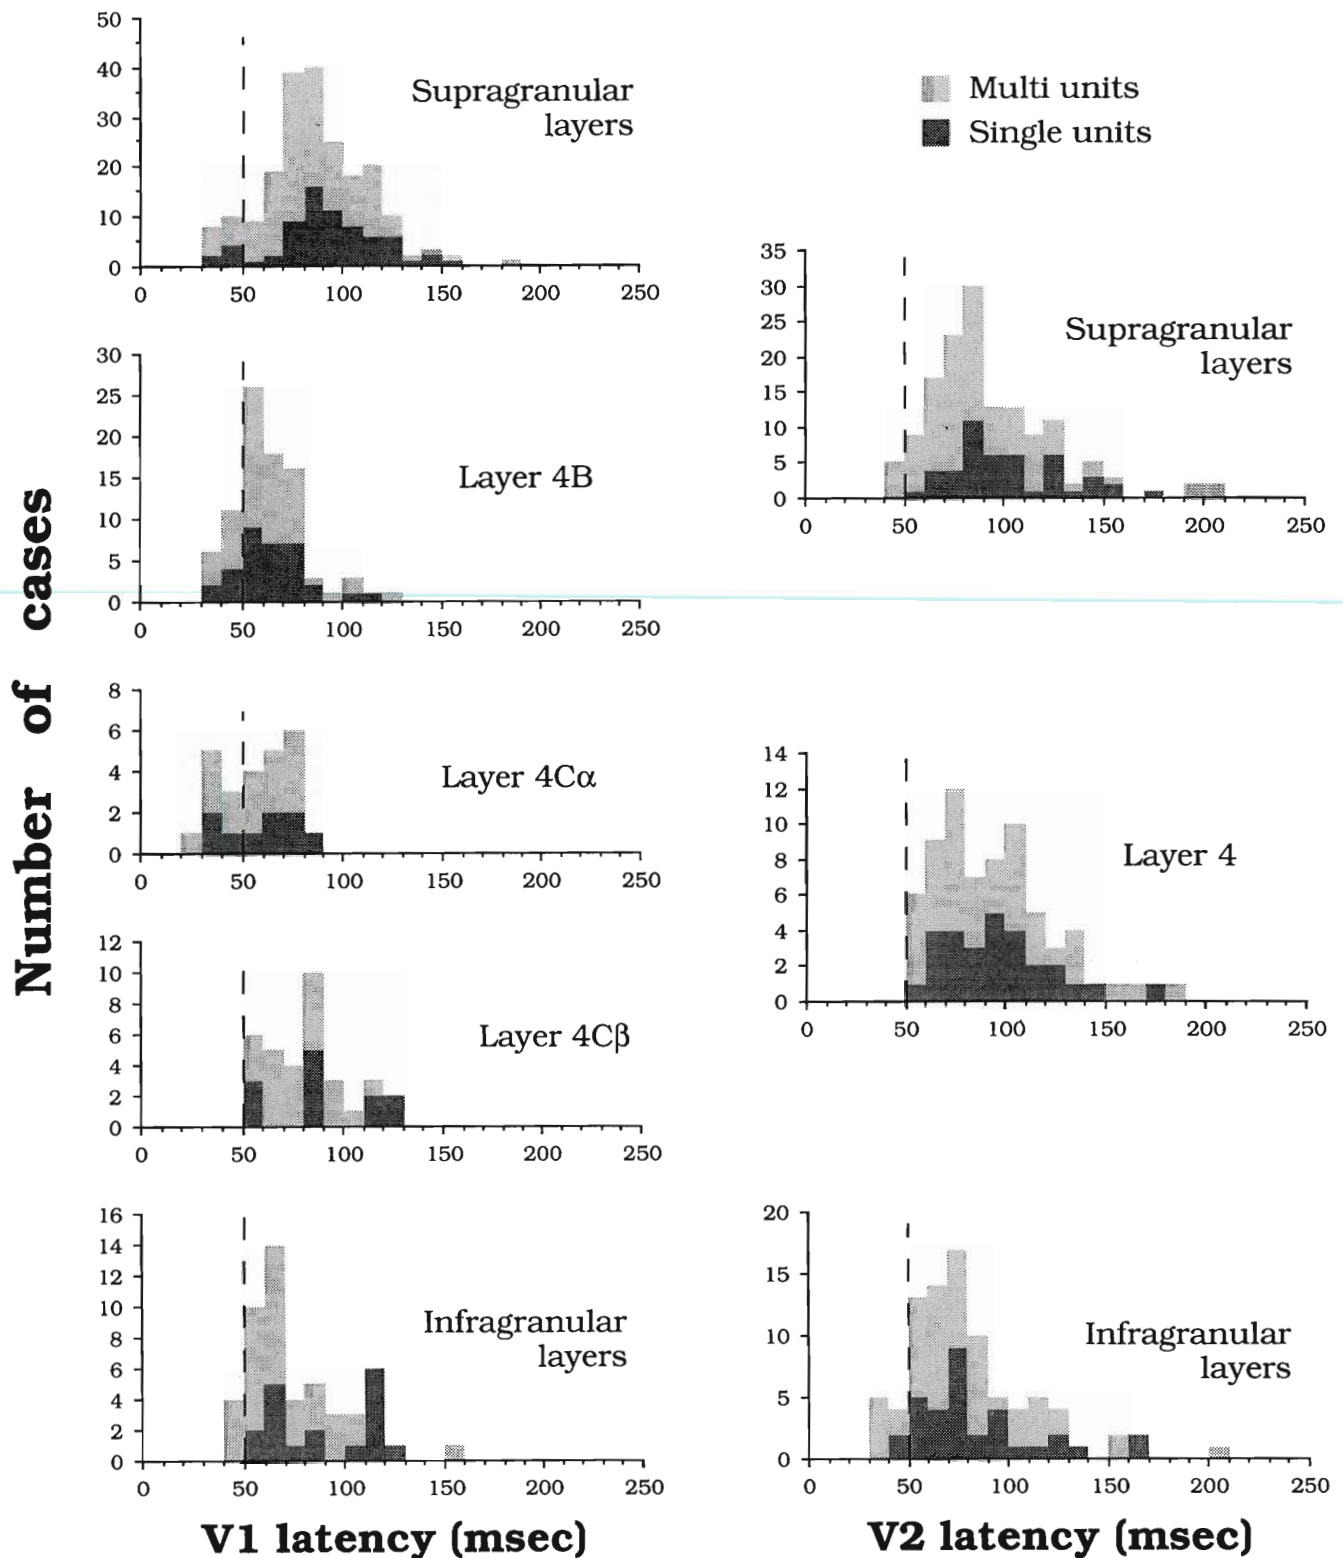 Number of cases
50
40
30
20
10
0
0 50 100 150 200 250
Supragranular
layers
30
25
20
15
10
5
0
0 50 100 150 200 250
Layer 4B
8
6
4
2
0
0 50 100 150 200 250
Layer 4Cα
12
10
8
6
4
2
0
0 50 100 150 200 250
Layer 4Cβ
16
14
12
10
8
6
4
2
0
0 50 100 150 200 250
Infragranular
layers
V1 latency (msec)
Multi units
Single units
35
30
25
20
15
10
5
0
0 50 100 150 200 250
Supragranular
layers
14
12
10
8
6
4
2
0
0 50 100 150 200 250
Layer 4
20
15
10
5
0
0 50 100 150 200 250
Infragranular
layers
V2 latency (msec)